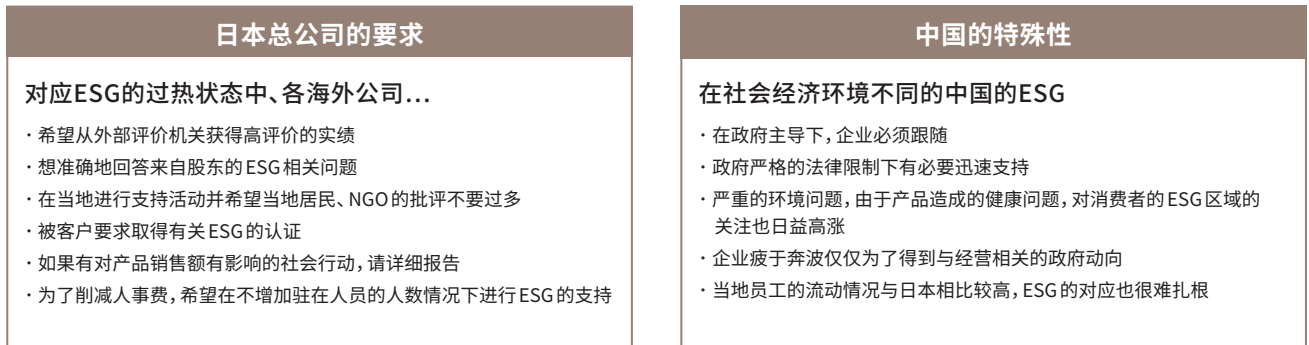 日本总公司的要求
对应ESG的过热状态中、各海外公司…
・希望从外部评价机关获得高评价的实绩
・想准确地回答来自股东的ESG相关问题
・在当地进行支持活动并希望当地居民、NGO的批评不要过多
・被客户要求取得有关ESG的认证
・如果有对产品销售额有影响的社会行动，请详细报告
・为了削减人事费，希望在不增加驻在人员的人数情况下进行ESG的支持
中国的特殊性
在社会经济环境不同的中国的ESG
・在政府主导下，企业必须跟随
・政府严格的法律限制下有必要迅速支持
・严重的环境问题，由于产品造成的健康问题，对消费者的ESG区域的
关注也日益高涨
・企业疲于奔波仅仅为了得到与经营相关的政府动向
・当地员工的流动情况与日本相比较高，ESG的对应也很难扎根